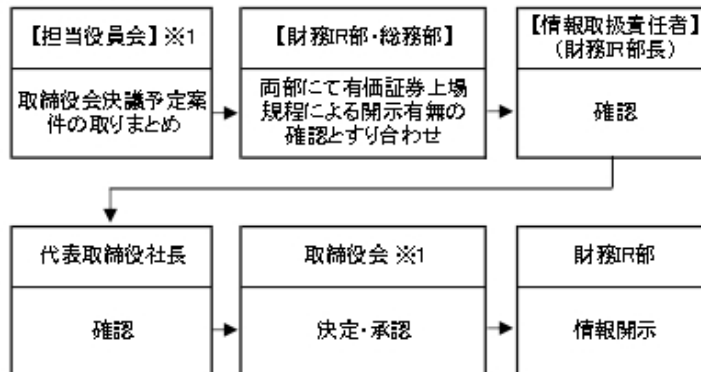 【担当役員会】※1
取締役会決議予定案
件の取りまとめ
【財務IR部・総務部】
両部にて有価証券上場
規程による開示有無の
確認とすり合わせ
【情報取扱責任者】
(財務IR部長)
確認
代表取締役社長
確認
取締役会 ※1
決定・承認
財務IR部
情報開示